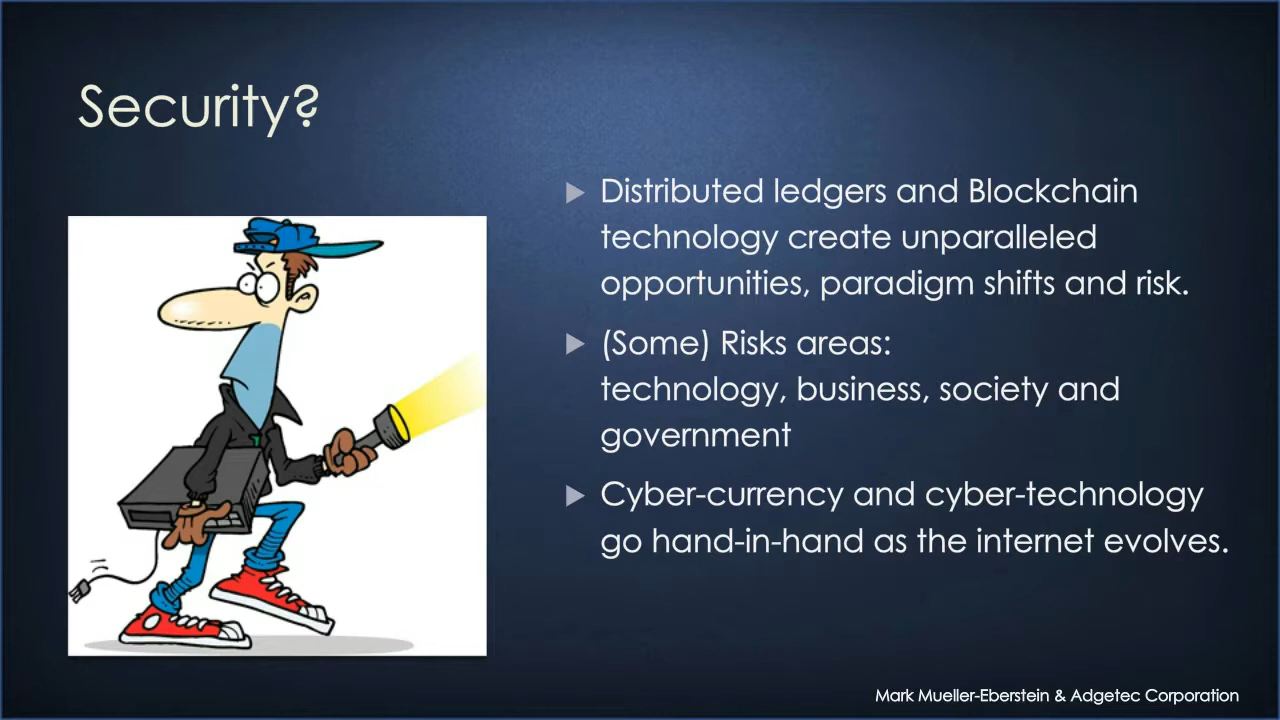 Security?
Distributed ledgers and Blockchain
technology create unparalleled
opportunities, paradigm shifts and risk.
(Some) Risks areas:
technology, business, society and
government
Cyber-currency and cyber-technology
go hand-in-hand as the internet evolves.
Mark Mueller-Eberstein & Adgetec Corporation